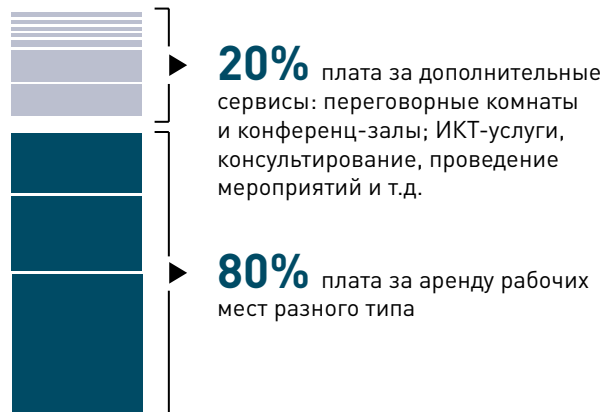 20% плата за дополнительные
сервисы: переговорные комнаты
и конференц-залы; ИКТ-услуги,
консультирование, проведение
мероприятий и т.д.
80% плата за аренду рабочих
мест разного типа